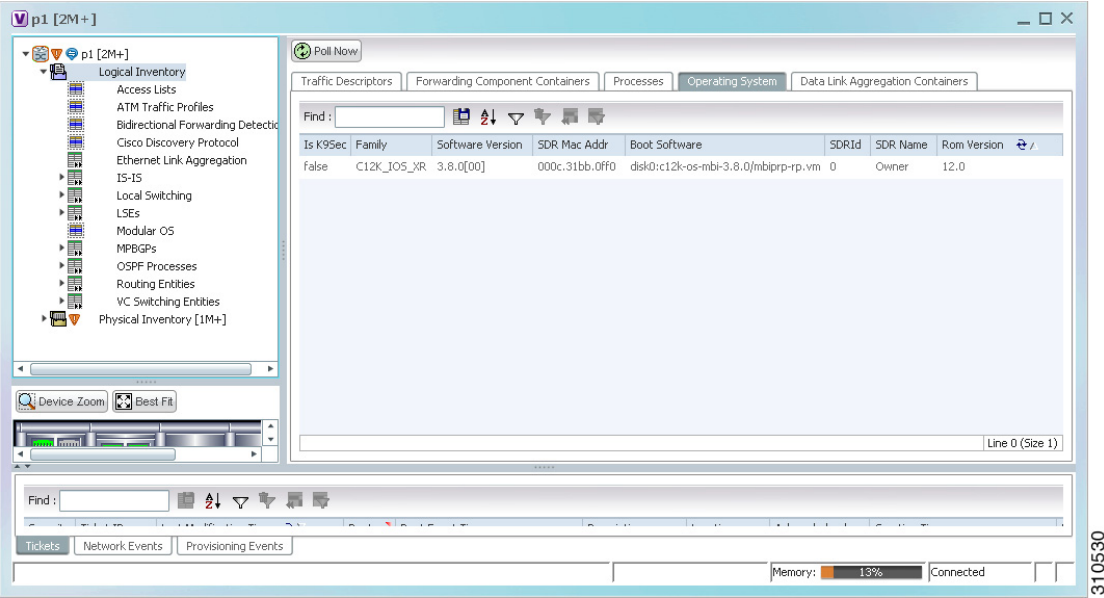 V p1 [2M+]
p1 [2M+]
Logical Inventory
Access Lists
ATM Traffic Profiles
Bidirectional Forwarding Detectic
Cisco Discovery Protocol
Ethernet Link Aggregation
IS-IS
Local Switching
LSEs
Modular OS
MPBGPs
OSPF Processes
Routing Entities
VC Switching Entities
Physical Inventory [1M+]
Device Zoom Best Fit
Poll Now
Traffic Descriptors Forwarding Component Containers Processes Operating System Data Link Aggregation Containers
Find :
Is K9Sec Family Software Version SDR Mac Addr Boot Software SDRId SDR Name Rom Version
false C12K_IOS_XR 3.8.0[00] 000c.31bb.0ff0 disk0:c12k-os-mbi-3.8.0/mbiprp-rp.vm 0 Owner 12.0
Line 0 (Size 1)
Find :
Tickets Network Events Provisioning Events
Memory: 13% Connected
310530